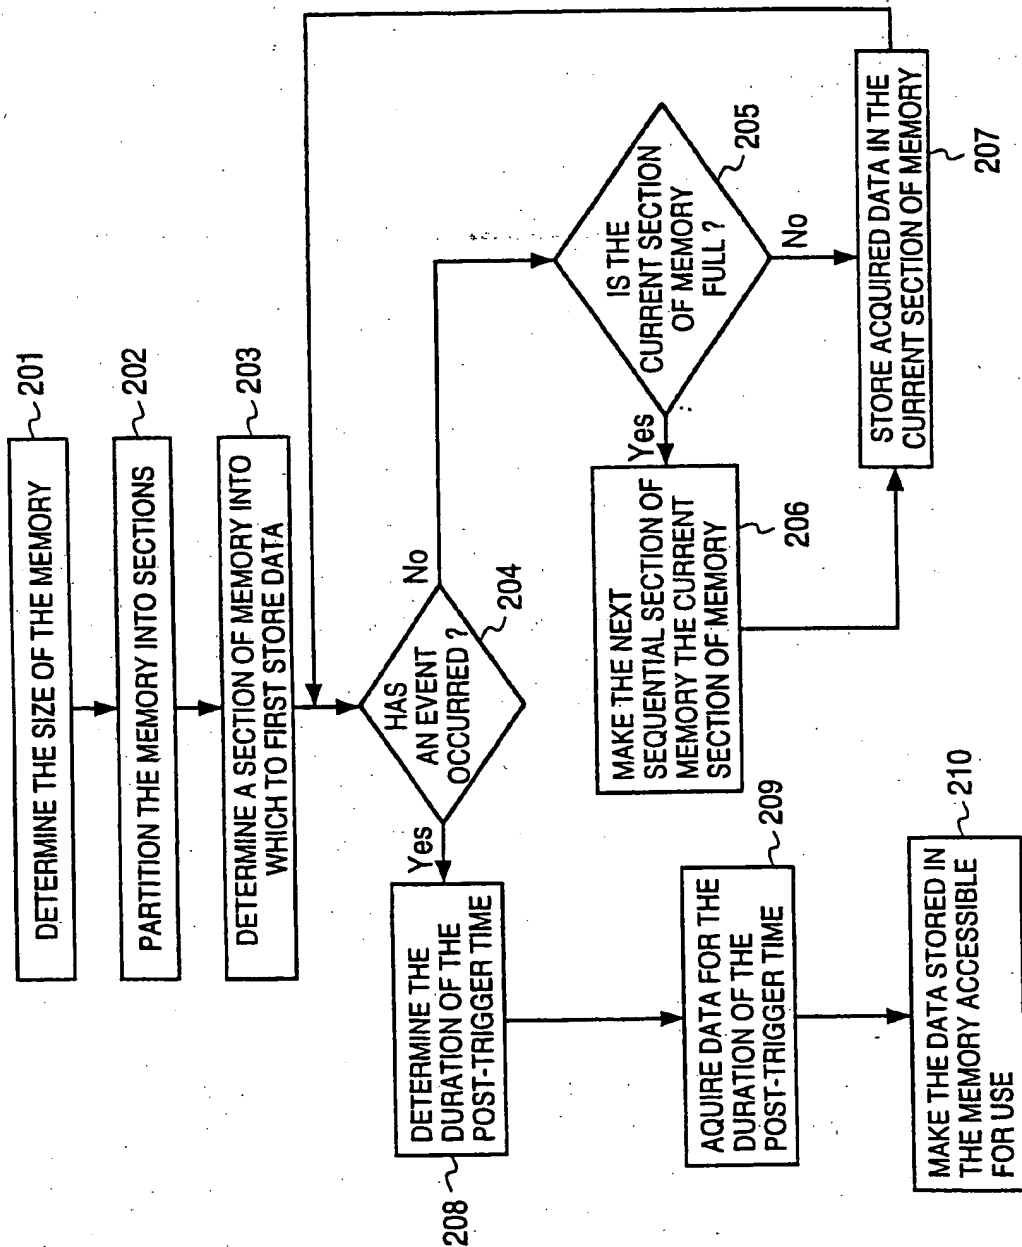 DETERMINE THE SIZE OF THE MEMORY
201
PARTITION THE MEMORY INTO SECTIONS
202
DETERMINE A SECTION OF MEMORY INTO
WHICH TO FIRST STORE DATA
203
HAS
AN EVENT
OCCURRED ?
204
Yes
No
IS THE
CURRENT SECTION
OF MEMORY
FULL ?
205
Yes
No
MAKE THE NEXT
SEQUENTIAL SECTION OF
MEMORY THE CURRENT
SECTION OF MEMORY
206
STORE ACQUIRED DATA IN THE
CURRENT SECTION OF MEMORY
207
DETERMINE THE
DURATION OF THE
POST-TRIGGER TIME
208
AQUIRE DATA FOR THE
DURATION OF THE
POST-TRIGGER TIME
209
MAKE THE DATA STORED IN
THE MEMORY ACCESSIBLE
FOR USE
210